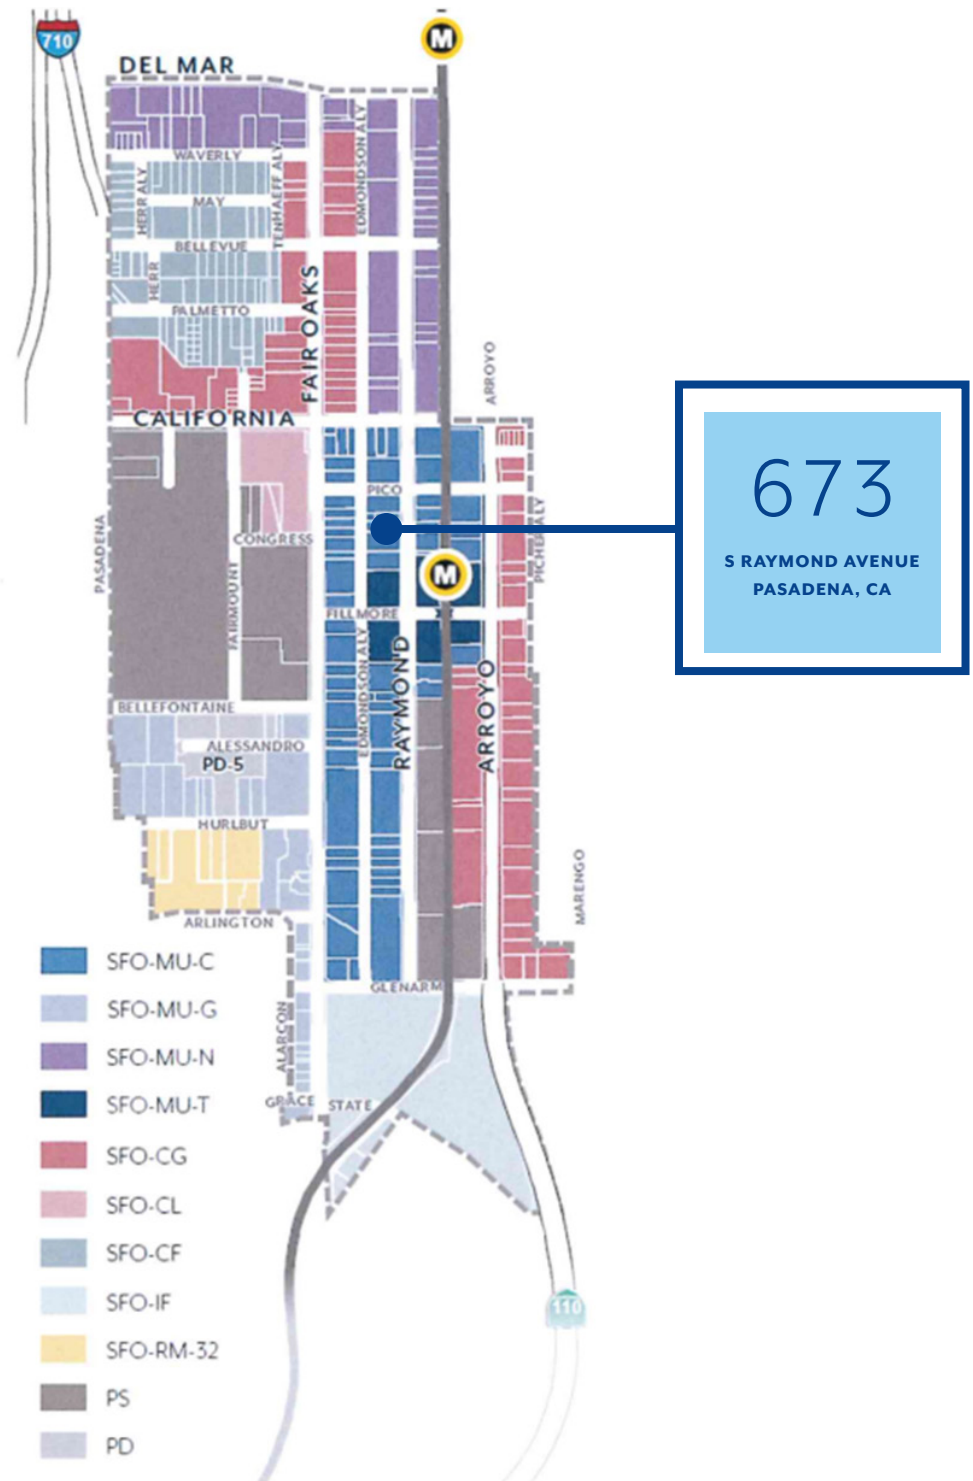 710
M
DEL MAR
WAVERLY
HERR ALY
MAY
TENHAEFF ALY
EDMONDSON ALY
BELLEVUE
HERR
PALMETTO
FAIR OAKS
ARROYO
CALIFORNIA
PICO
673
S RAYMOND AVENUE
PASADENA, CA
PASADENA
CONGRESS
PICHER ALY
M
FAIRMOUNT
FILLMORE
EDMONDSON ALY
RAYMOND
ARROYO
BELLEFONTAINE
ALESSANDRO
PD-5
HURLBUT
MARENGO
ARLINGTON
GLENARM
ALARCON
GRACE
STATE
SFO-MU-C
SFO-MU-G
SFO-MU-N
SFO-MU-T
SFO-CG
SFO-CL
SFO-CF
SFO-IF
SFO-RM-32
PS
PD
110